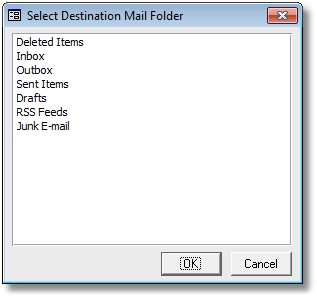 Select Destination Mail Folder
Deleted Items
Inbox
Outbox
Sent Items
Drafts
RSS Feeds
Junk E-mail
OK
Cancel